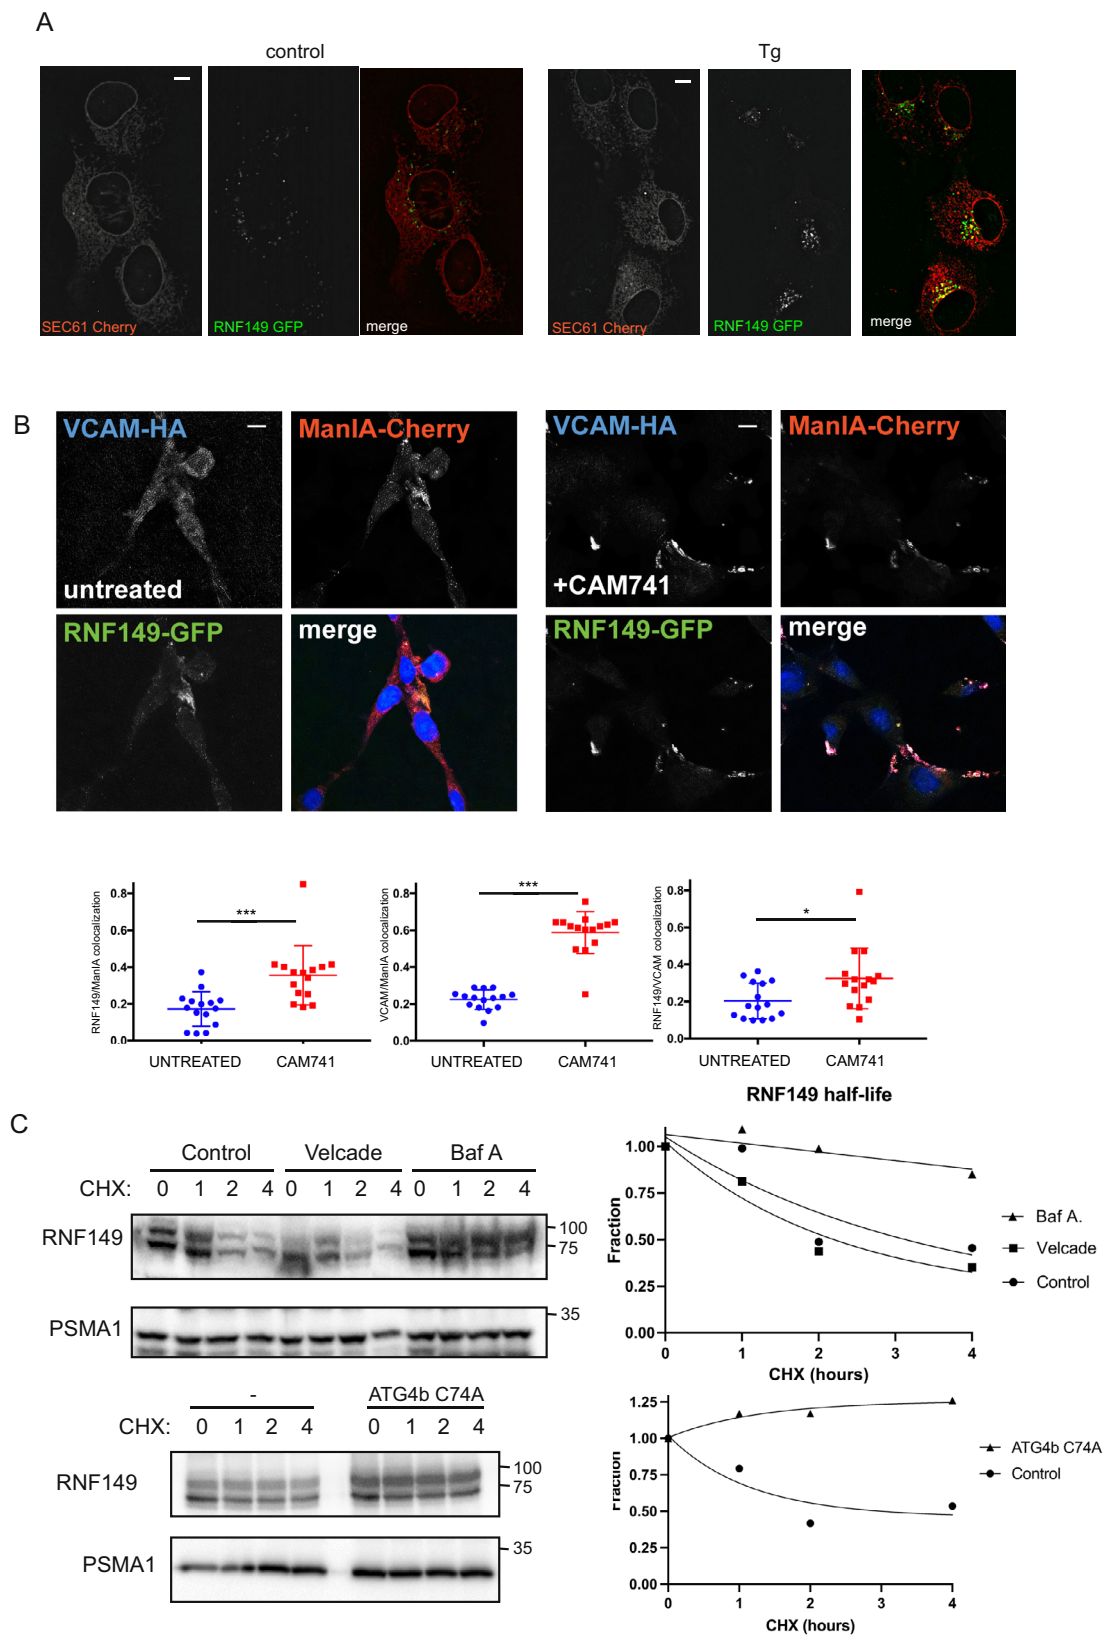 A
control
Tg
SEC61 Cherry
RNF149 GFP
merge
SEC61 Cherry
RNF149 GFP
merge
B
VCAM-HA
untreated
ManIA-Cherry
RNF149-GFP
merge
VCAM-HA
+CAM741
ManIA-Cherry
RNF149-GFP
merge
RNF149/ManIA colocalization
0.8
0.6
0.4
0.2
0.0
***
UNTREATED CAM741
VCAM/ManIA colocalization
0.8
0.6
0.4
0.2
0.0
***
UNTREATED CAM741
RNF149/VCAM colocalization
0.8
0.6
0.4
0.2
0.0
*
UNTREATED CAM741
C
Control Velcade Baf A
CHX: 0 1 2 4 0 1 2 4 0 1 2 4
RNF149
100
75
PSMA1
35
RNF149 half-life
Fraction
1.00
0.75
0.50
0.25
0.00
0 1 2 3 4
CHX (hours)
Baf A.
Velcade
Control
- ATG4b C74A
CHX: 0 1 2 4 0 1 2 4
RNF149
100
75
PSMA1
35
Fraction
1.25
1.00
0.75
0.50
0.25
0.00
0 1 2 3 4
CHX (hours)
ATG4b C74A
Control